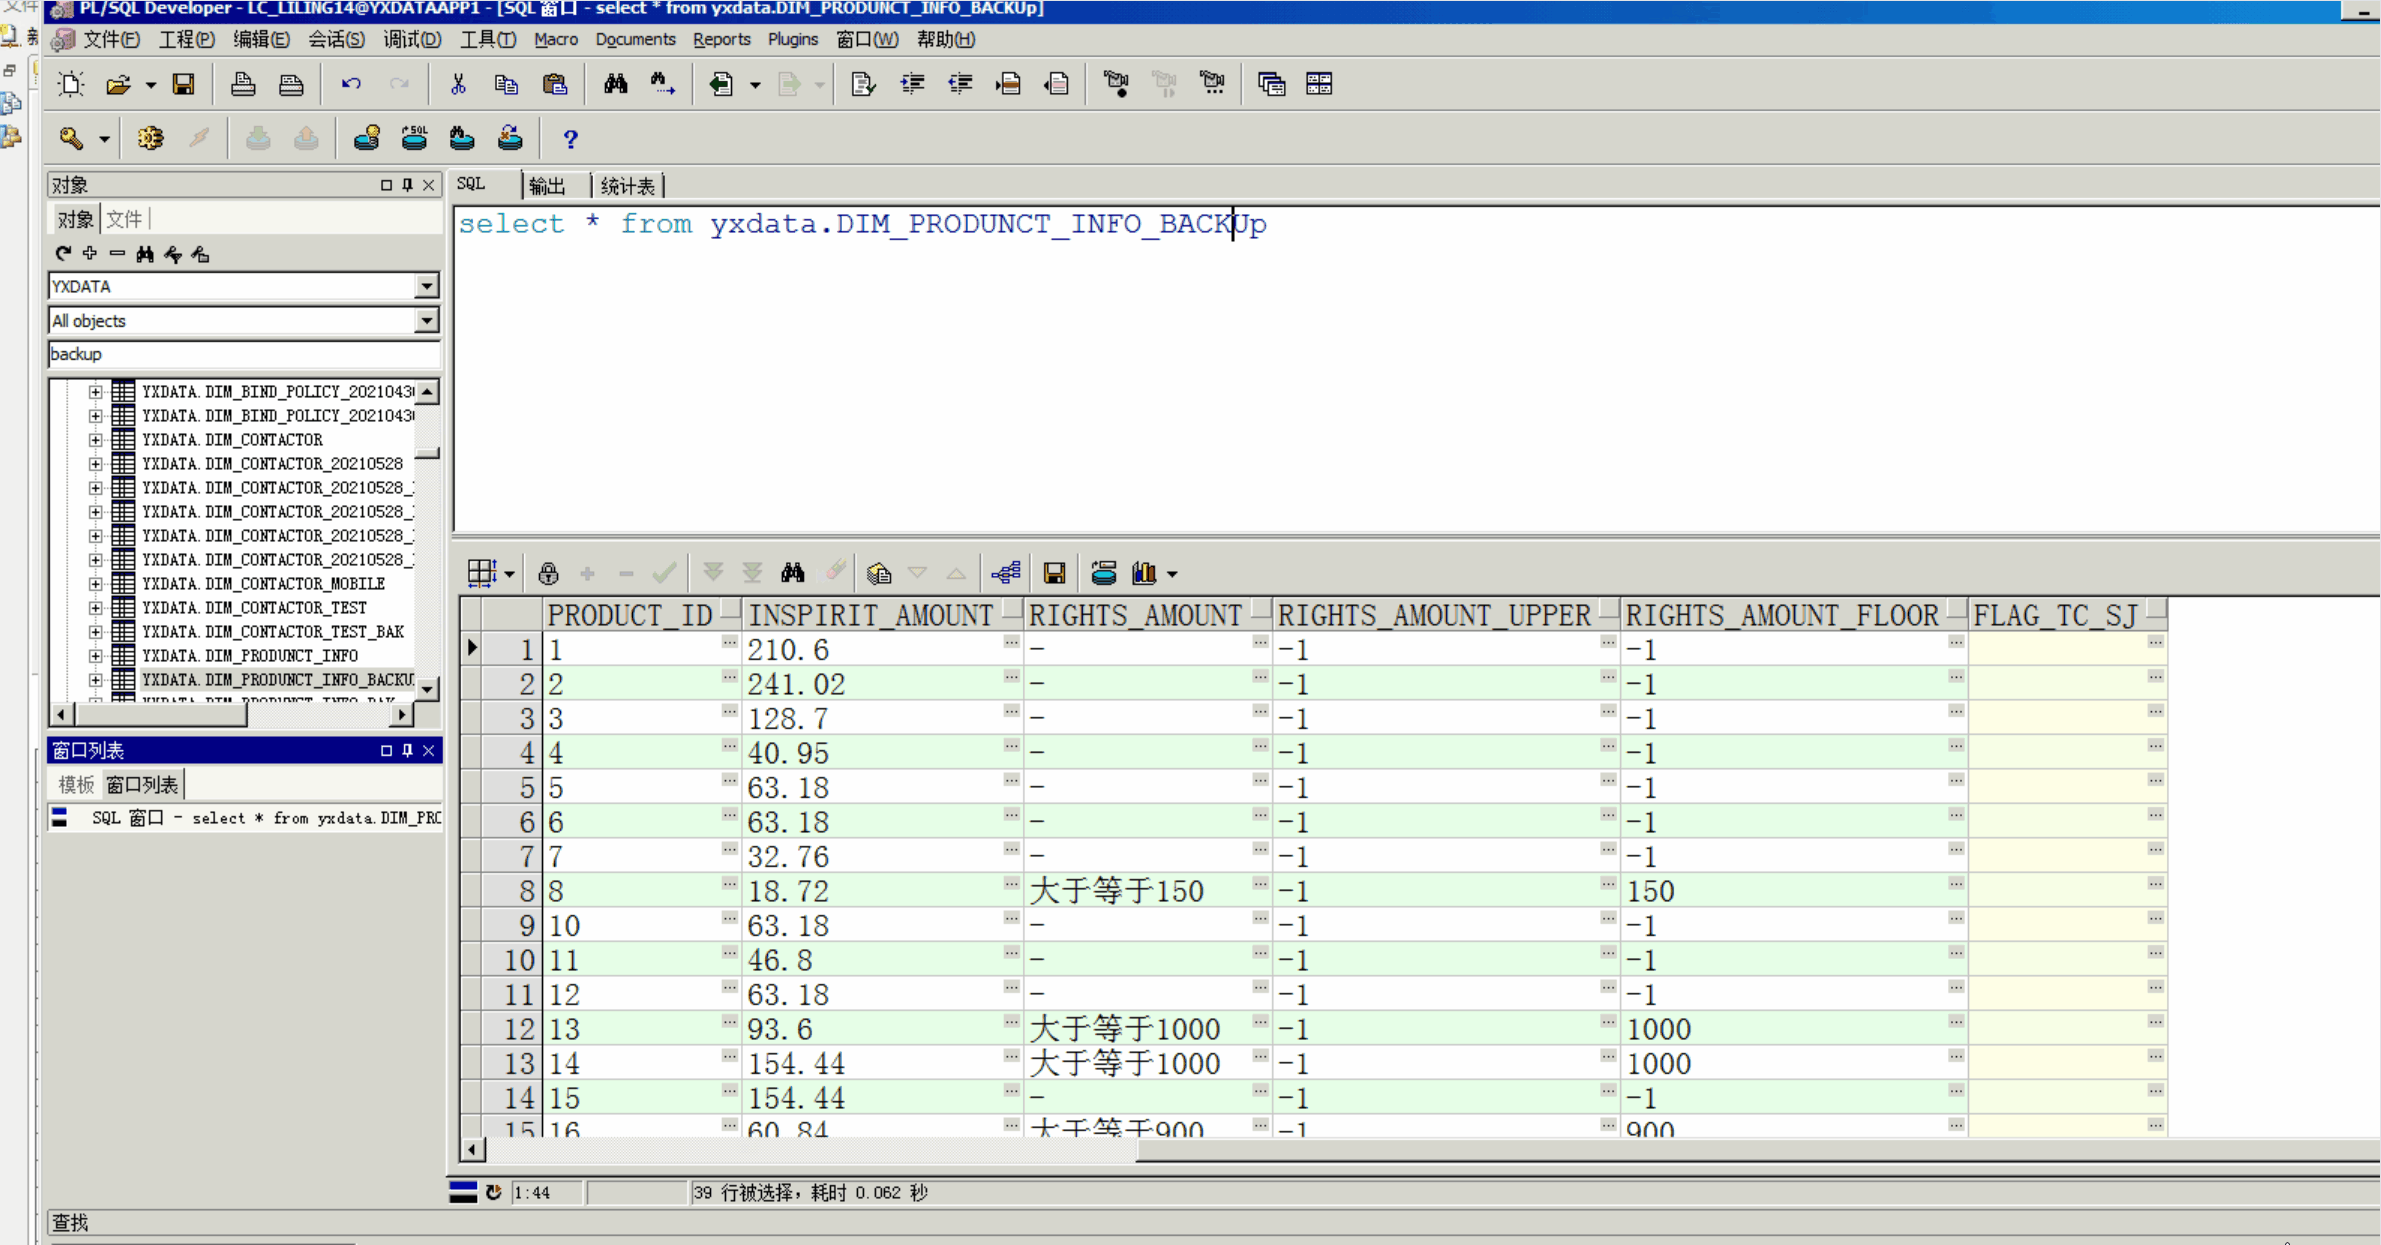 PL/SQL Developer - LC_LILING14@YXDATAAPP1 - [SQL 窗口 - select * from yxdata.DIM_PRODUNCT_INFO_BACKUp]
文件(F) 工程(P) 编辑(E) 会话(S) 调试(D) 工具(T) Macro Documents Reports Plugins 窗口(W) 帮助(H)
对象
对象 文件
YXDATA
All objects
backup
YXDATA.DIM_BIND_POLICY_2021043
YXDATA.DIM_BIND_POLICY_2021043
YXDATA.DIM_CONTACTOR
YXDATA.DIM_CONTACTOR_20210528
YXDATA.DIM_CONTACTOR_20210528_
YXDATA.DIM_CONTACTOR_20210528_
YXDATA.DIM_CONTACTOR_20210528_
YXDATA.DIM_CONTACTOR_20210528_
YXDATA.DIM_CONTACTOR_MOBILE
YXDATA.DIM_CONTACTOR_TEST
YXDATA.DIM_CONTACTOR_TEST_BAK
YXDATA.DIM_PRODUNCT_INFO
YXDATA.DIM_PRODUNCT_INFO_BACKU
窗口列表
模板 窗口列表
SQL 窗口 - select * from yxdata.DIM_PRO
SQL 输出 统计表
select * from yxdata.DIM_PRODUNCT_INFO_BACKUp
PRODUCT_ID INSPIRIT_AMOUNT RIGHTS_AMOUNT RIGHTS_AMOUNT_UPPER RIGHTS_AMOUNT_FLOOR FLAG_TC_SJ
1 1 210.6 - -1 -1
2 2 241.02 - -1 -1
3 3 128.7 - -1 -1
4 4 40.95 - -1 -1
5 5 63.18 - -1 -1
6 6 63.18 - -1 -1
7 7 32.76 - -1 -1
8 8 18.72 大于等于150 -1 150
9 10 63.18 - -1 -1
10 11 46.8 - -1 -1
11 12 63.18 - -1 -1
12 13 93.6 大于等于1000 -1 1000
13 14 154.44 大于等于1000 -1 1000
14 15 154.44 - -1 -1
15 16 60.84 大于等于900 -1 900
1:44 39 行被选择, 耗时 0.062 秒
查找